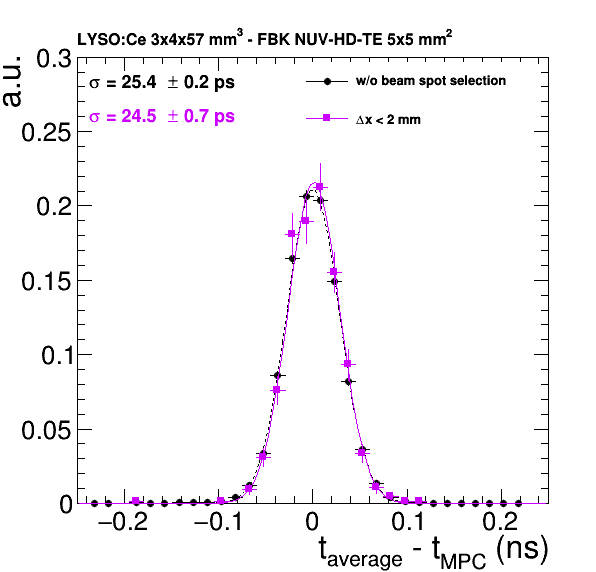 LYSO:Ce 3x4x57 mm³ - FBK NUV-HD-TE 5x5 mm²
a.u.
σ = 25.4 ± 0.2 ps
w/o beam spot selection
σ = 24.5 ± 0.7 ps
Δx < 2 mm
0.3
0.25
0.2
0.15
0.1
0.05
0
−0.2 −0.1 0 0.1 0.2
t_average - t_MPC (ns)